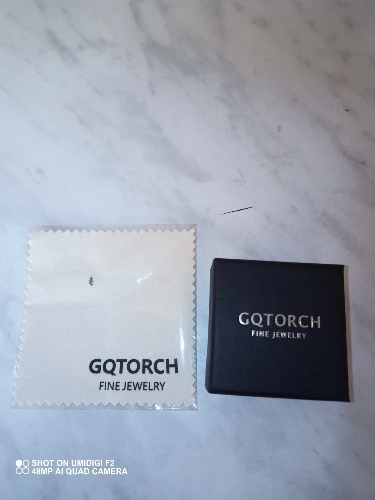 GQTORCH
FINE JEWELRY
GQTORCH
FINE JEWELRY
SHOT ON UMIDIGI F2
48MP AI QUAD CAMERA